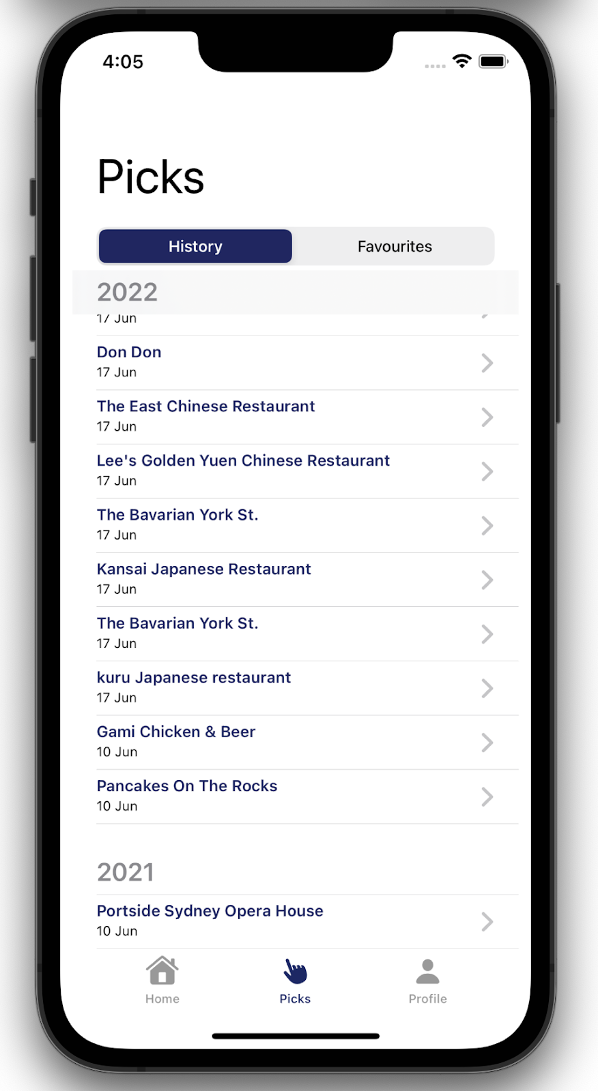 4:05
Picks
History
Favourites
2022
17 Jun
Don Don
17 Jun
The East Chinese Restaurant
17 Jun
Lee's Golden Yuen Chinese Restaurant
17 Jun
The Bavarian York St.
17 Jun
Kansai Japanese Restaurant
17 Jun
The Bavarian York St.
17 Jun
kuru Japanese restaurant
17 Jun
Gami Chicken & Beer
10 Jun
Pancakes On The Rocks
10 Jun
2021
Portside Sydney Opera House
10 Jun
Home
Picks
Profile